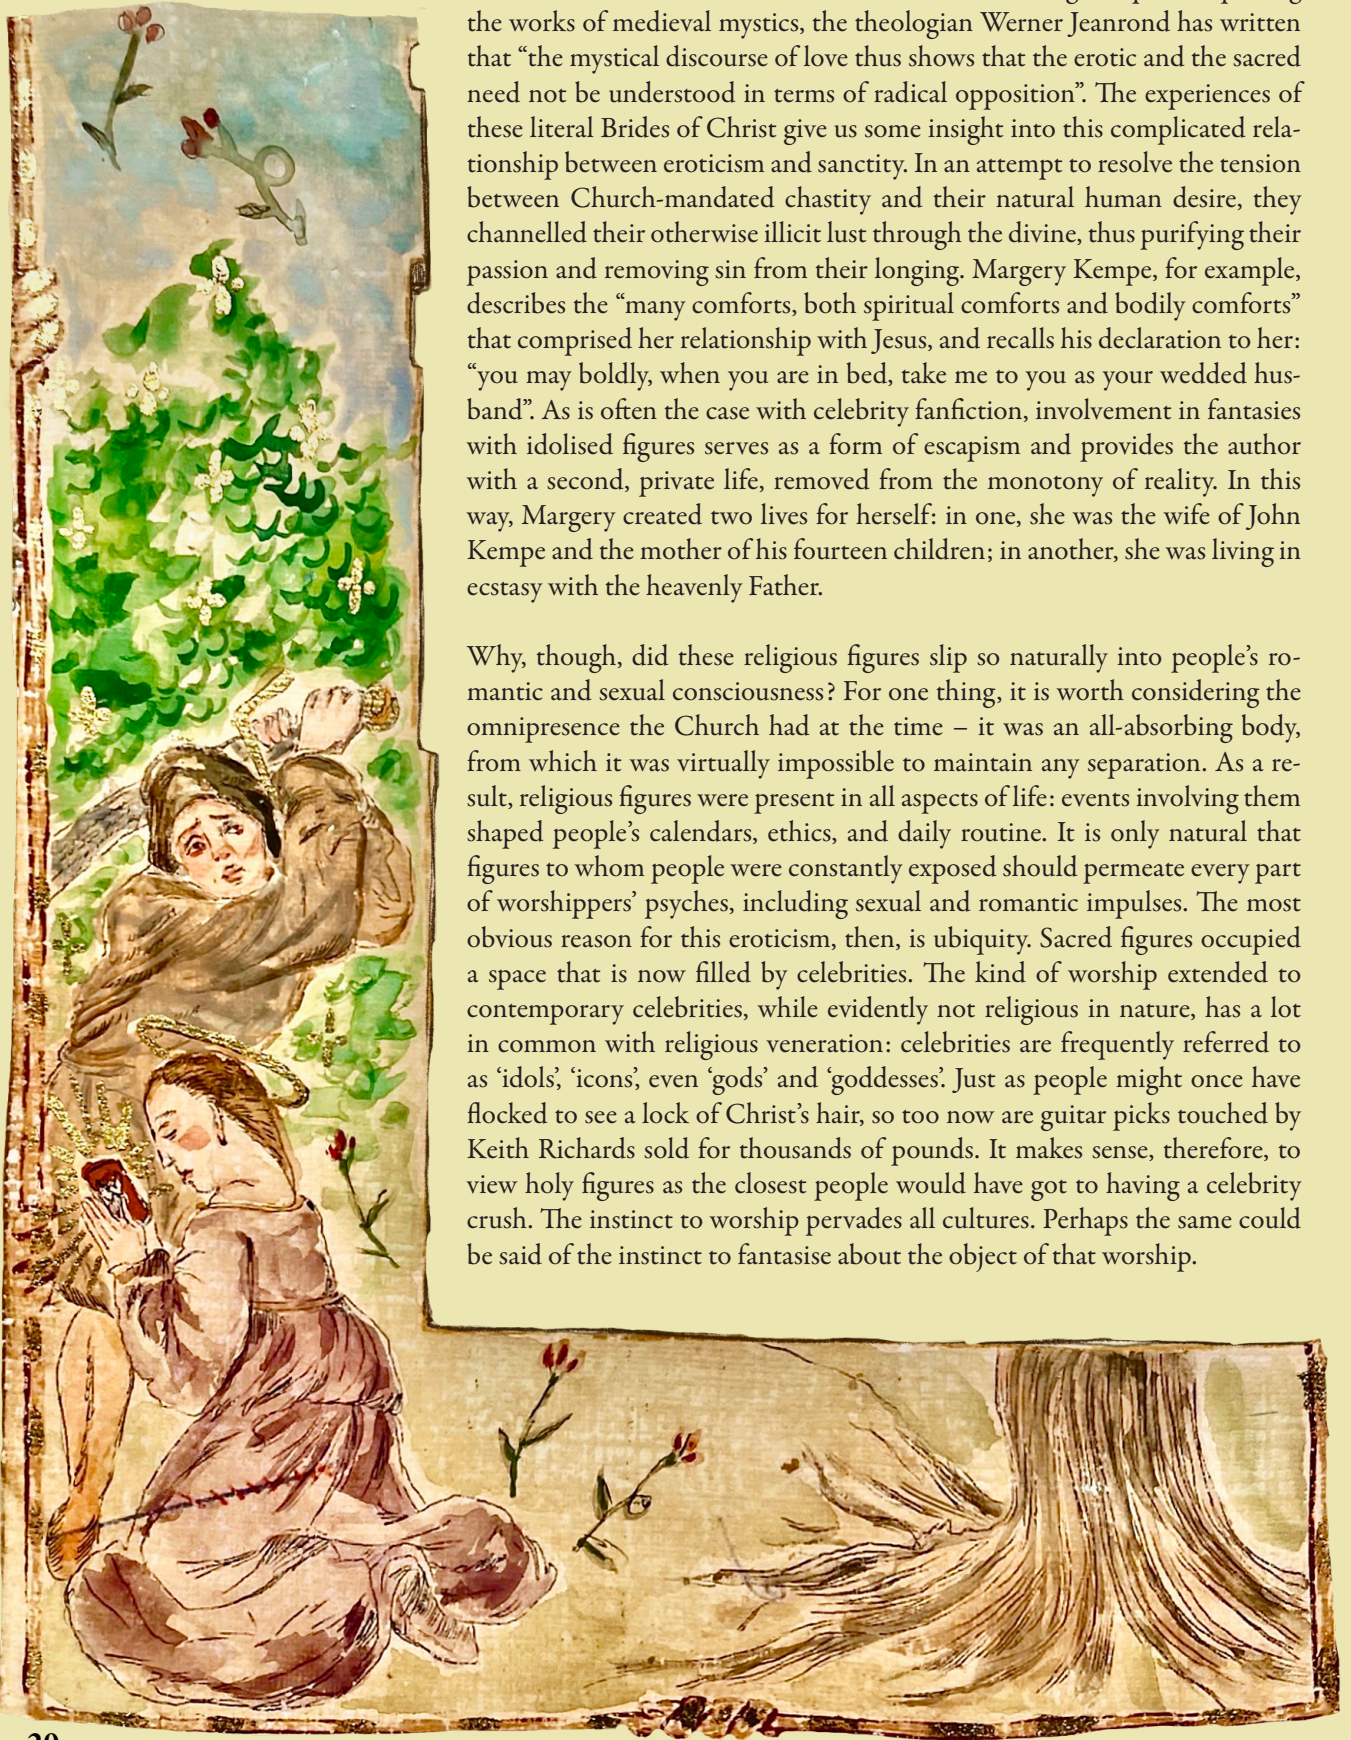 the works of medieval mystics, the theologian Werner Jeanrond has written
that “the mystical discourse of love thus shows that the erotic and the sacred
need not be understood in terms of radical opposition”. The experiences of
these literal Brides of Christ give us some insight into this complicated rela-
tionship between eroticism and sanctity. In an attempt to resolve the tension
between Church-mandated chastity and their natural human desire, they
channelled their otherwise illicit lust through the divine, thus purifying their
passion and removing sin from their longing. Margery Kempe, for example,
describes the “many comforts, both spiritual comforts and bodily comforts”
that comprised her relationship with Jesus, and recalls his declaration to her:
“you may boldly, when you are in bed, take me to you as your wedded hus-
band”. As is often the case with celebrity fanfiction, involvement in fantasies
with idolised figures serves as a form of escapism and provides the author
with a second, private life, removed from the monotony of reality. In this
way, Margery created two lives for herself: in one, she was the wife of John
Kempe and the mother of his fourteen children; in another, she was living in
ecstasy with the heavenly Father.
Why, though, did these religious figures slip so naturally into people’s ro-
mantic and sexual consciousness? For one thing, it is worth considering the
omnipresence the Church had at the time – it was an all-absorbing body,
from which it was virtually impossible to maintain any separation. As a re-
sult, religious figures were present in all aspects of life: events involving them
shaped people’s calendars, ethics, and daily routine. It is only natural that
figures to whom people were constantly exposed should permeate every part
of worshippers’ psyches, including sexual and romantic impulses. The most
obvious reason for this eroticism, then, is ubiquity. Sacred figures occupied
a space that is now filled by celebrities. The kind of worship extended to
contemporary celebrities, while evidently not religious in nature, has a lot
in common with religious veneration: celebrities are frequently referred to
as ‘idols’, ‘icons’, even ‘gods’ and ‘goddesses’. Just as people might once have
flocked to see a lock of Christ’s hair, so too now are guitar picks touched by
Keith Richards sold for thousands of pounds. It makes sense, therefore, to
view holy figures as the closest people would have got to having a celebrity
crush. The instinct to worship pervades all cultures. Perhaps the same could
be said of the instinct to fantasise about the object of that worship.